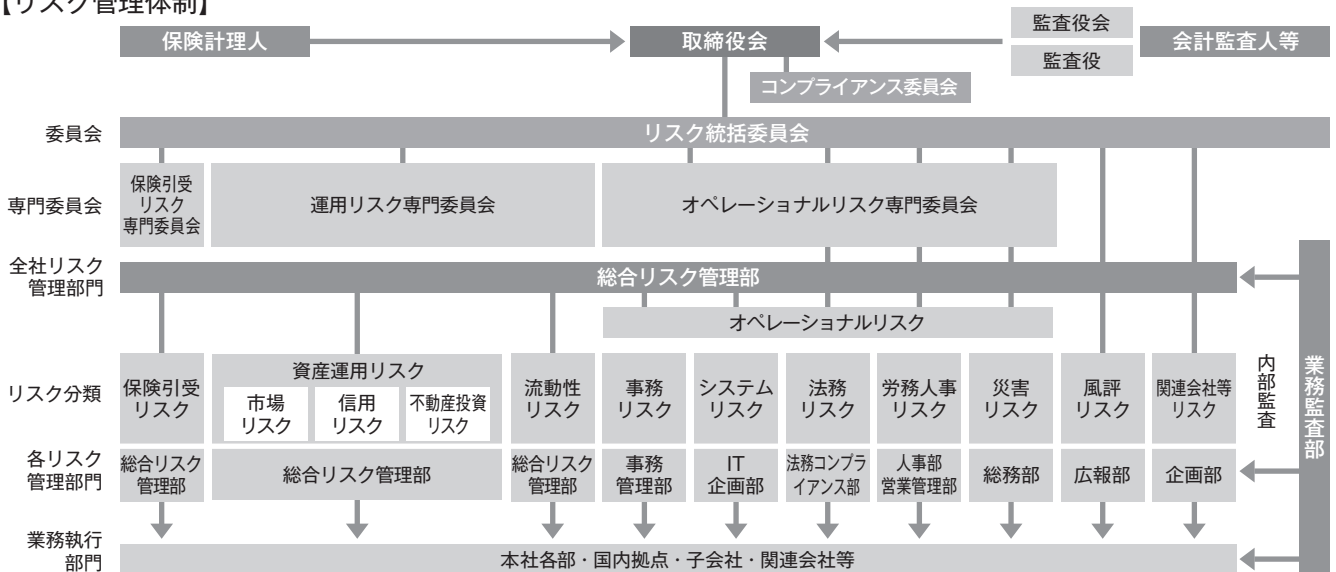 【リスク管理体制】
保険計理人
取締役会
監査役会
監査役
会計監査人等
コンプライアンス委員会
委員会
リスク統括委員会
専門委員会
保険引受
リスク
専門委員会
運用リスク専門委員会
オペレーショナルリスク専門委員会
全社リスク
管理部門
総合リスク管理部
オペレーショナルリスク
リスク分類
保険引受
リスク
資産運用リスク
市場
リスク
信用
リスク
不動産投資
リスク
流動性
リスク
事務
リスク
システム
リスク
法務
リスク
労務人事
リスク
災害
リスク
風評
リスク
関連会社等
リスク
内部監査
業務監査部
各リスク
管理部門
総合リスク
管理部
総合リスク管理部
総合リスク
管理部
事務
管理部
IT
企画部
法務コンプラ
イアンス部
人事部
営業管理部
総務部
広報部
企画部
業務執行
部門
本社各部・国内拠点・子会社・関連会社等